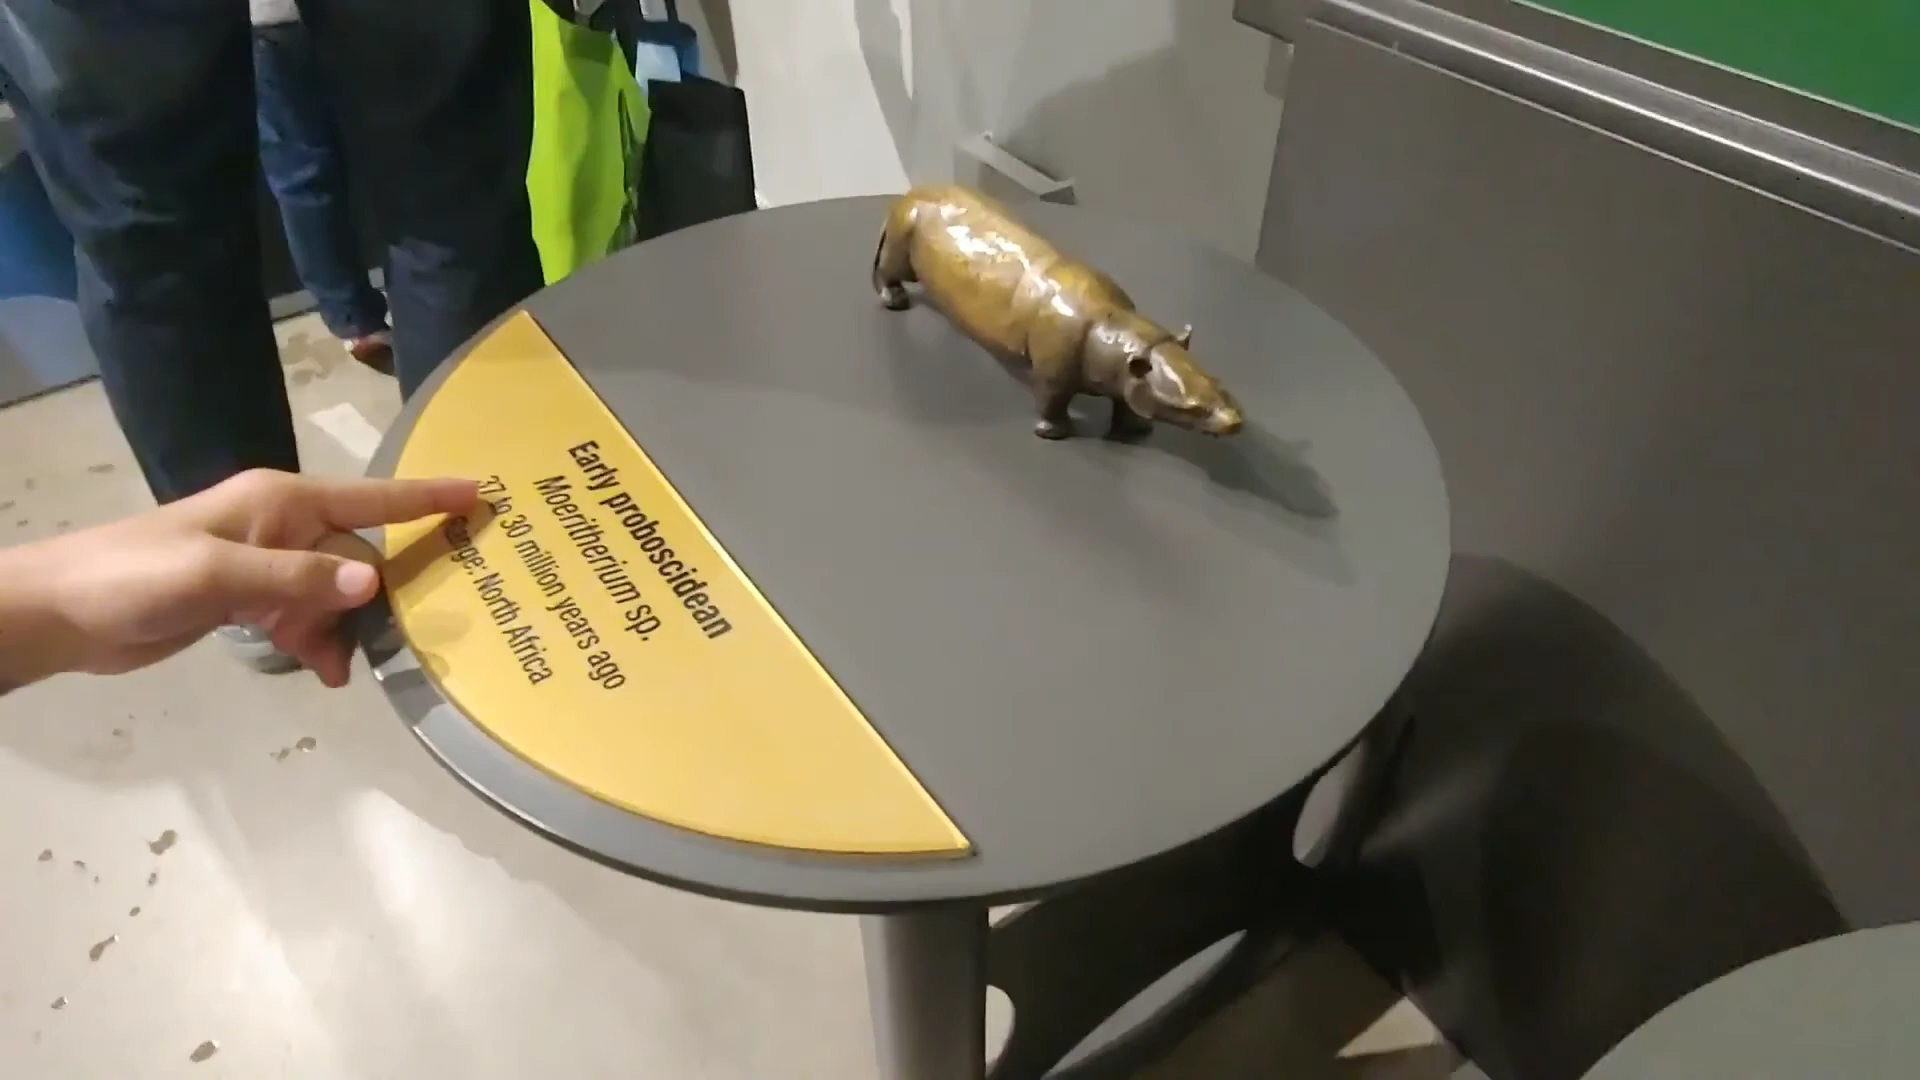 Early proboscidean
Moeritherium sp.
37 to 30 million years ago
Range: North Africa